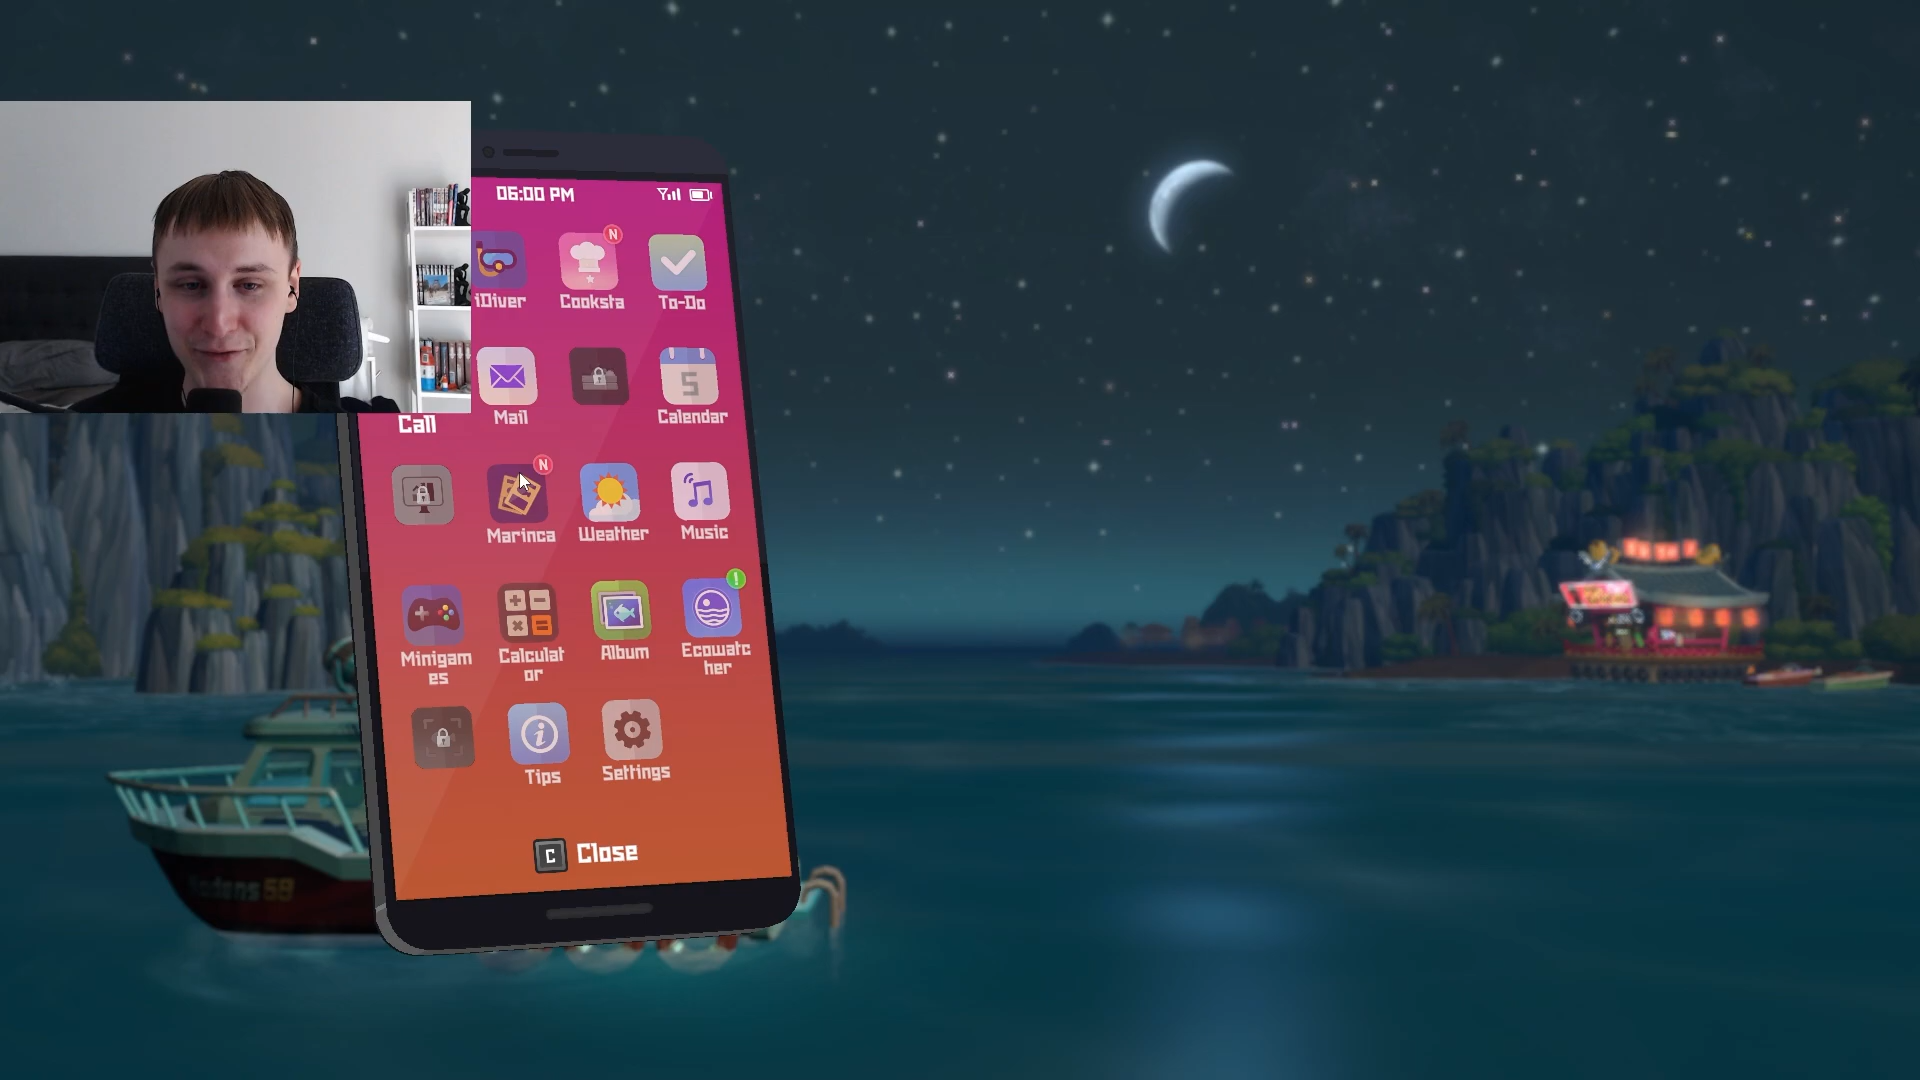 06:00 PM
N
iDiver
Cooksta
To-Do
5
Call
Mail
Calendar
N
Marinca
Weather
Music
!
Minigam
es
Calculat
or
Album
Ecowatc
her
Tips
Settings
C Close